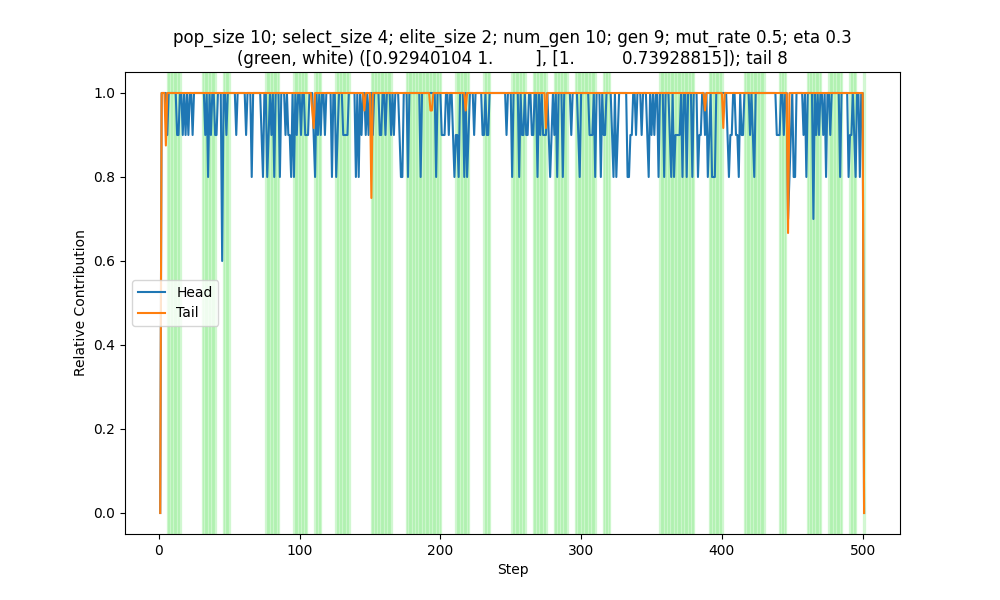 pop_size 10; select_size 4; elite_size 2; num_gen 10; gen 9; mut_rate 0.5; eta 0.3
(green, white) ([0.92940104 1.        ], [1.         0.73928815]); tail 8
1.0
0.8
0.6
0.4
0.2
0.0
Relative Contribution
Head
Tail
0
100
200
300
400
500
Step